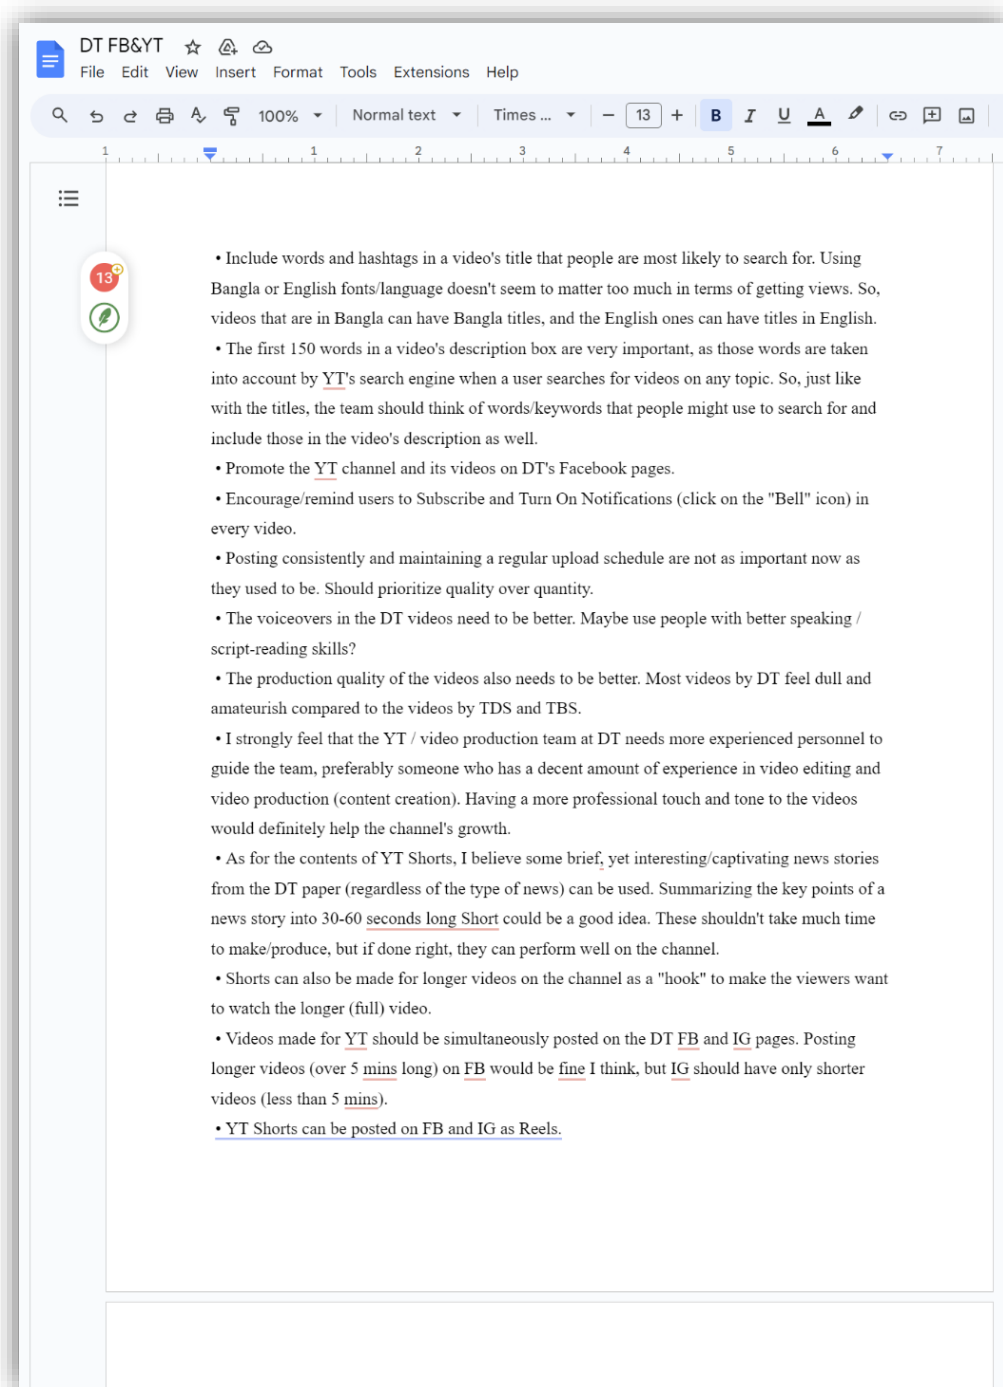 DT FB&YT
File Edit View Insert Format Tools Extensions Help
100% Normal text Times ... − 13 + B I U A
1 1 2 3 4 5 6 7
13
• Include words and hashtags in a video's title that people are most likely to search for. Using
Bangla or English fonts/language doesn't seem to matter too much in terms of getting views. So,
videos that are in Bangla can have Bangla titles, and the English ones can have titles in English.
• The first 150 words in a video's description box are very important, as those words are taken
into account by YT's search engine when a user searches for videos on any topic. So, just like
with the titles, the team should think of words/keywords that people might use to search for and
include those in the video's description as well.
• Promote the YT channel and its videos on DT's Facebook pages.
• Encourage/remind users to Subscribe and Turn On Notifications (click on the "Bell" icon) in
every video.
• Posting consistently and maintaining a regular upload schedule are not as important now as
they used to be. Should prioritize quality over quantity.
• The voiceovers in the DT videos need to be better. Maybe use people with better speaking /
script-reading skills?
• The production quality of the videos also needs to be better. Most videos by DT feel dull and
amateurish compared to the videos by TDS and TBS.
• I strongly feel that the YT / video production team at DT needs more experienced personnel to
guide the team, preferably someone who has a decent amount of experience in video editing and
video production (content creation). Having a more professional touch and tone to the videos
would definitely help the channel's growth.
• As for the contents of YT Shorts, I believe some brief, yet interesting/captivating news stories
from the DT paper (regardless of the type of news) can be used. Summarizing the key points of a
news story into 30-60 seconds long Short could be a good idea. These shouldn't take much time
to make/produce, but if done right, they can perform well on the channel.
• Shorts can also be made for longer videos on the channel as a "hook" to make the viewers want
to watch the longer (full) video.
• Videos made for YT should be simultaneously posted on the DT FB and IG pages. Posting
longer videos (over 5 mins long) on FB would be fine I think, but IG should have only shorter
videos (less than 5 mins).
• YT Shorts can be posted on FB and IG as Reels.